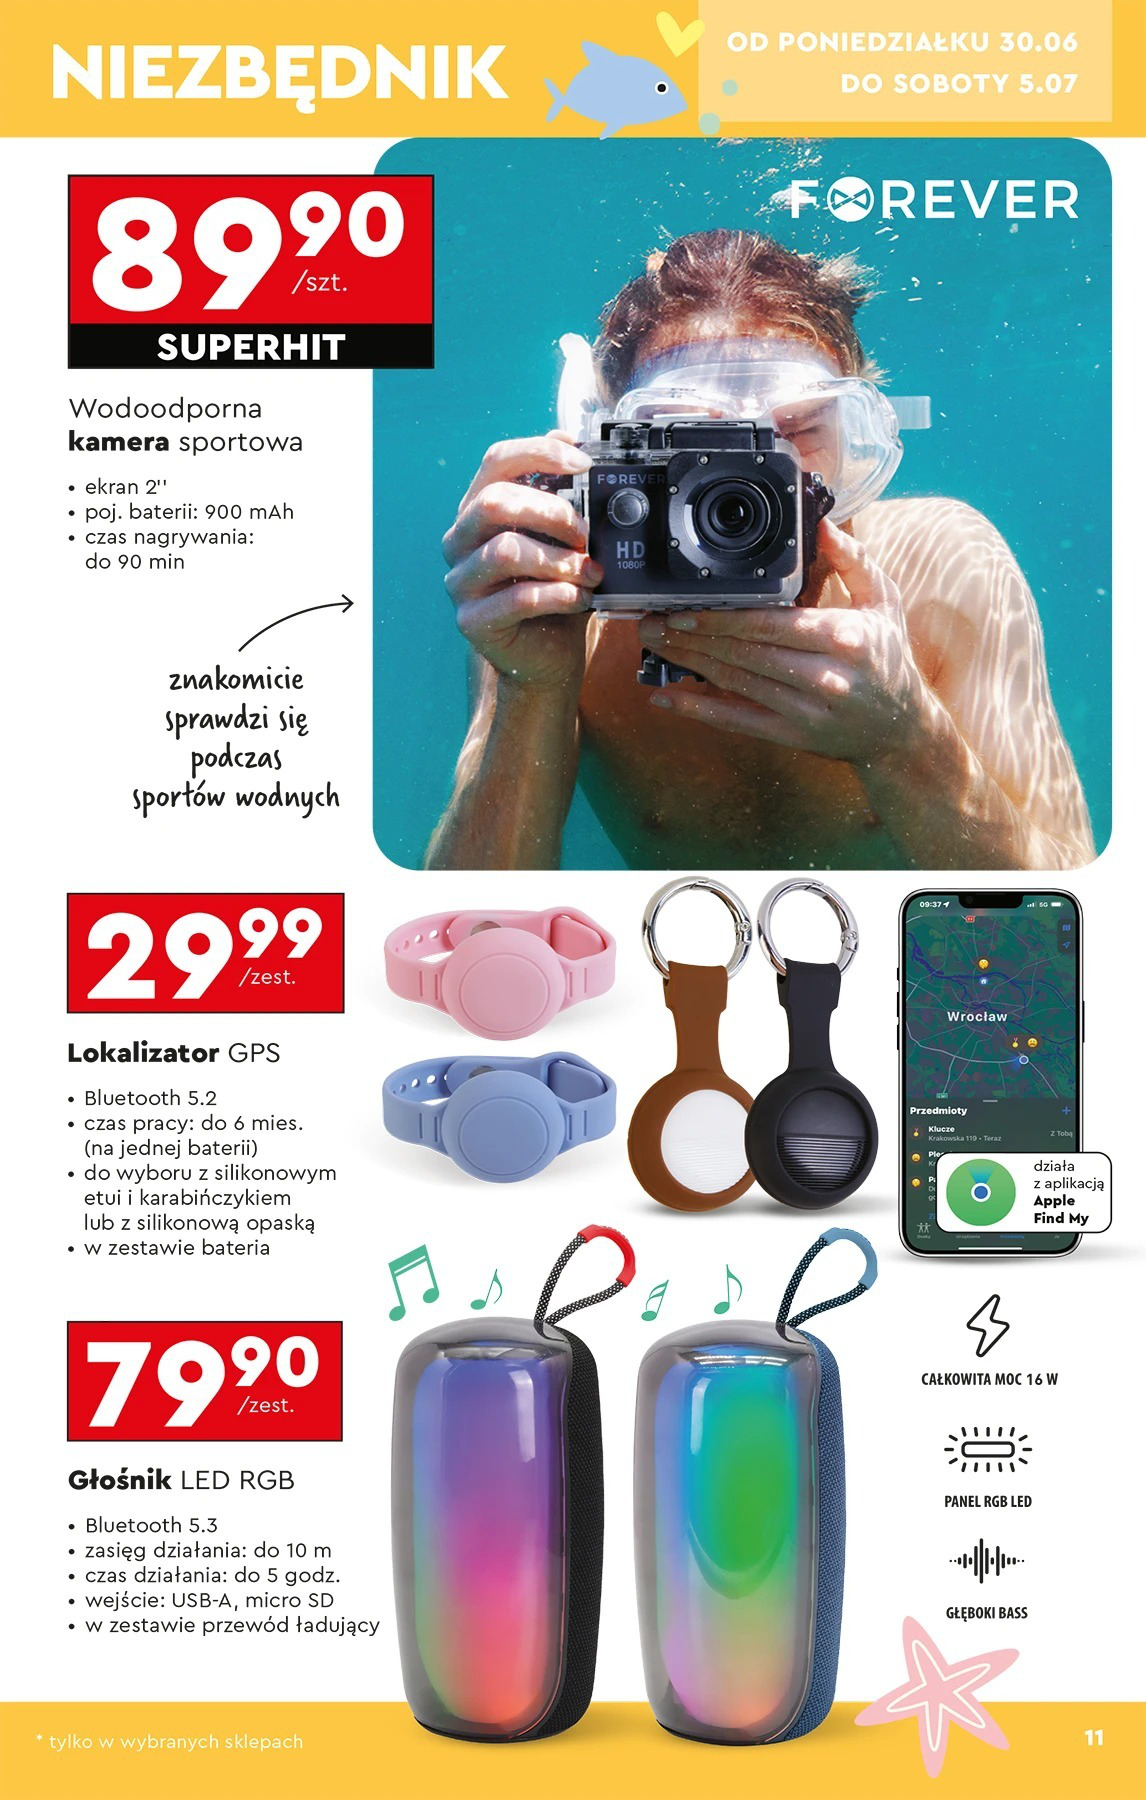 NIEZBĘDNIK
OD PONIEDZIAŁKU 30.06
DO SOBOTY 5.07
FOREVER
89 90
/szt.
SUPERHIT
Wodoodporna
kamera sportowa
• ekran 2''
• poj. baterii: 900 mAh
• czas nagrywania:
do 90 min
FOREVER
HD
1080P
znakomicie
sprawdzi się
podczas
sportów wodnych
29 99
/zest.
Lokalizator GPS
• Bluetooth 5.2
• czas pracy: do 6 mies.
(na jednej baterii)
• do wyboru z silikonowym
etui i karabińczykiem
lub z silikonową opaską
• w zestawie bateria
09:37
5G
Wrocław
Przedmioty
Klucze
Krakowska 119 • Teraz
Z Tobą
działa
z aplikacją
Apple
Find My
79 90
/zest.
Głośnik LED RGB
• Bluetooth 5.3
• zasięg działania: do 10 m
• czas działania: do 5 godz.
• wejście: USB-A, micro SD
• w zestawie przewód ładujący
CAŁKOWITA MOC 16 W
PANEL RGB LED
GŁĘBOKI BASS
* tylko w wybranych sklepach
11